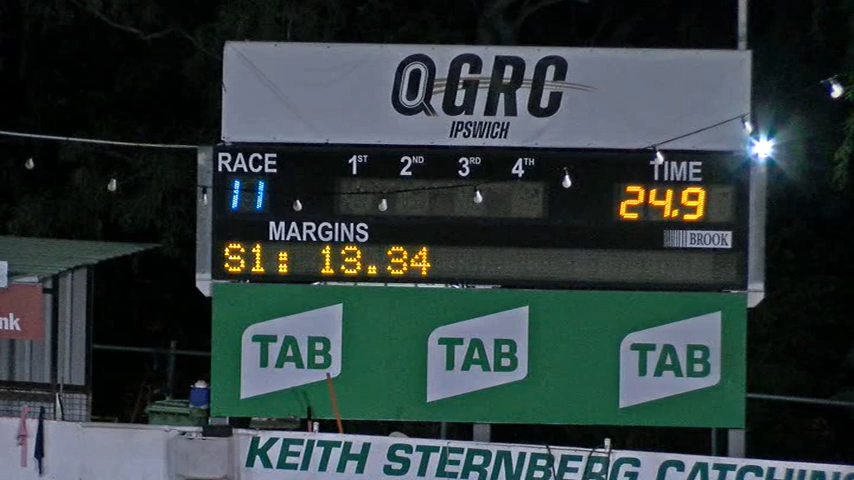 QGRC
IPSWICH
RACE 1ST 2ND 3RD 4TH TIME
11 24.9
MARGINS BROOK
S1: 13.34
TAB TAB TAB
nk
KEITH STERNBERG CATCHING